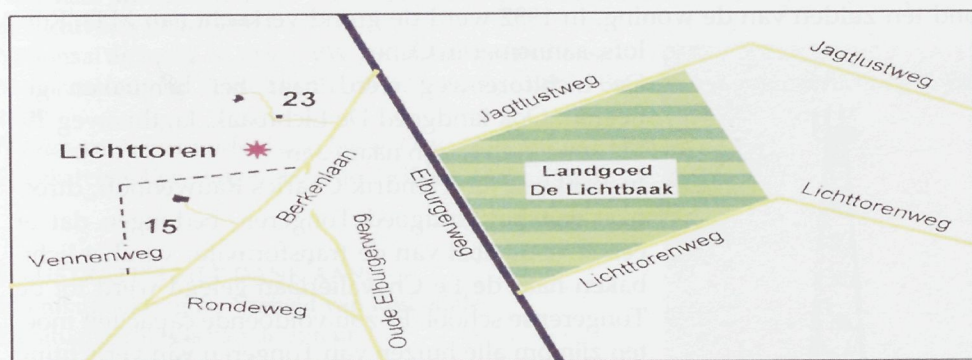 Jagtlustweg
Jagtlustweg
23
Lichttoren
Landgoed
De Lichtbaak
Berkenlaan
Elburgerweg
15
Lichttorenweg
Oude Elburgerweg
Lichttorenweg
Vennenweg
Rondeweg